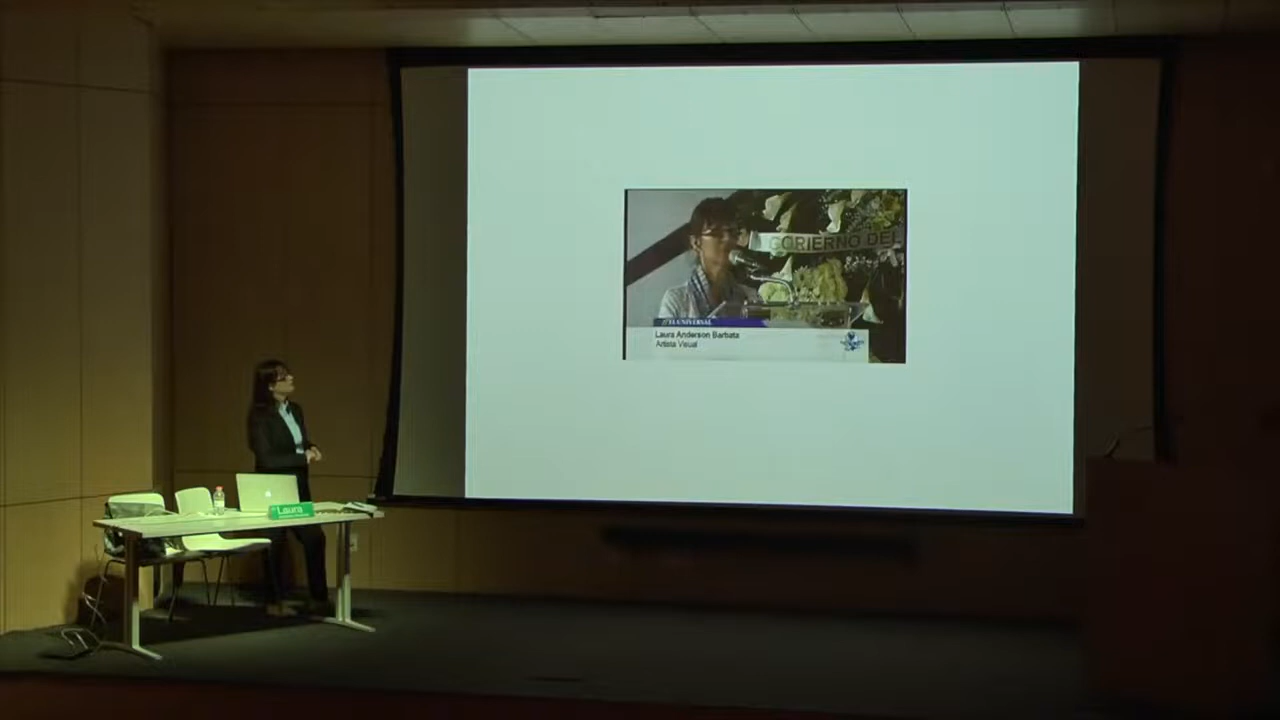 GOBIERNO DEL
EL UNIVERSAL
Laura Anderson Barbata
Artista Visual
Laura